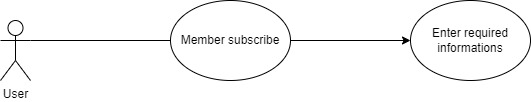 Member subscribe
Enter required
informations
User